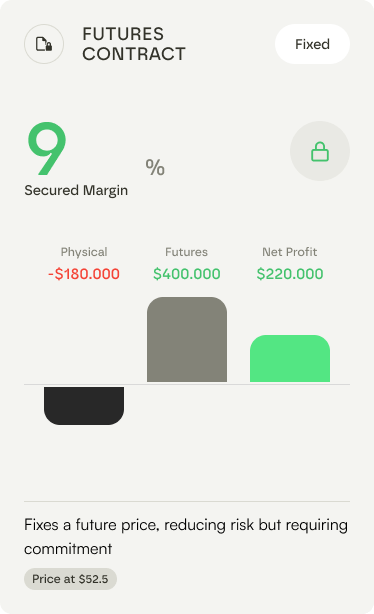 FUTURES
CONTRACT
Fixed
9 %
Secured Margin
Physical Futures Net Profit
-$180.000 $400.000 $220.000
Fixes a future price, reducing risk but requiring
commitment
Price at $52.5